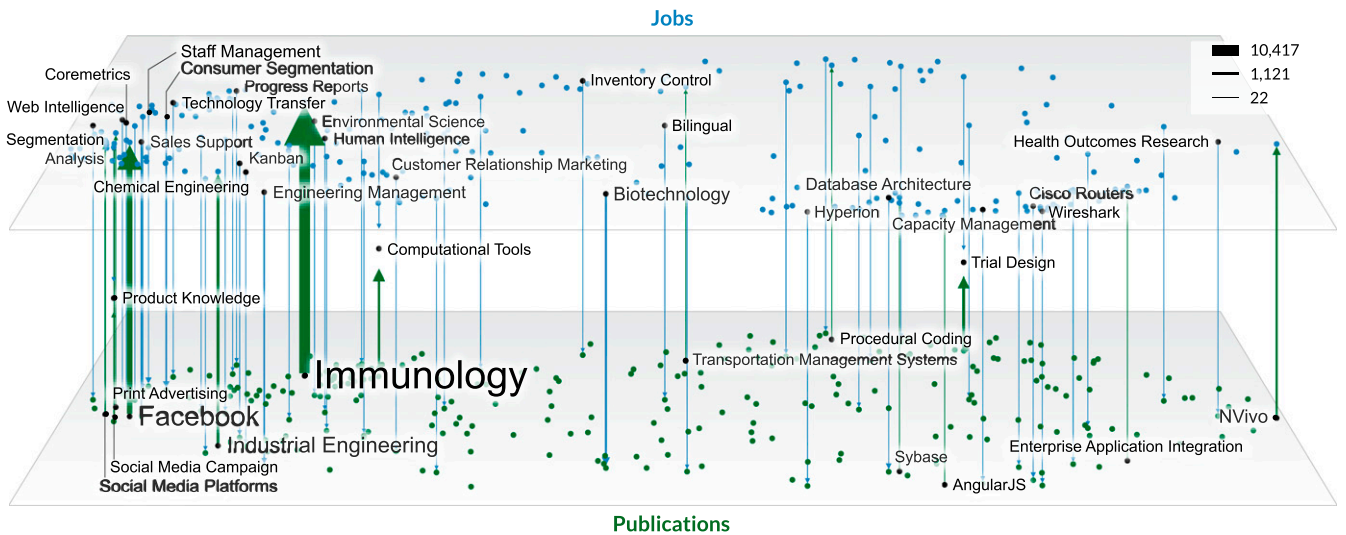 Jobs
Staff Management
10,417
Consumer Segmentation
Coremetrics
1,121
Inventory Control
Progress Reports
22
Technology Transfer
Web Intelligence
Environmental Science
Bilingual
Segmentation
Analysis
Sales Support
Human Intelligence
Health Outcomes Research
Kanban
Customer Relationship Marketing
Chemical Engineering
Engineering Management
Biotechnology
Database Architecture
Cisco Routers
Hyperion
Wireshark
Capacity Management
Computational Tools
Trial Design
Product Knowledge
Procedural Coding
Transportation Management Systems
Immunology
Print Advertising
Facebook
NVivo
Industrial Engineering
Enterprise Application Integration
Sybase
Social Media Campaign
Social Media Platforms
AngularJS
Publications